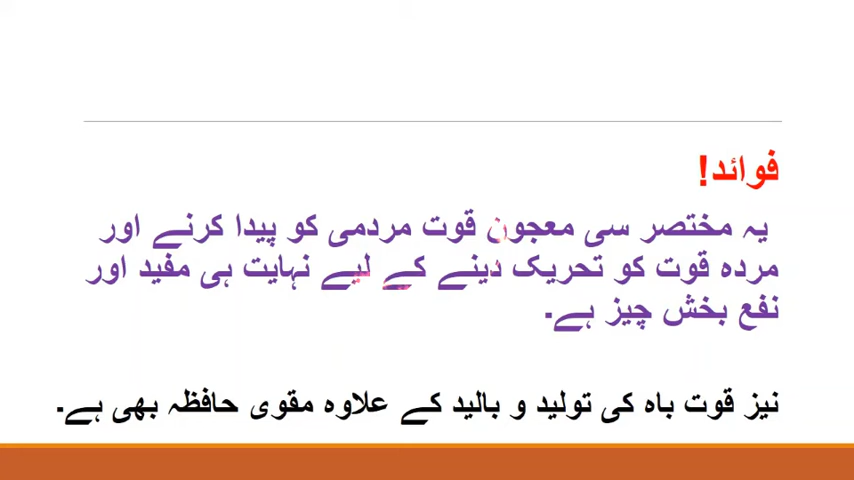 فوائد!
یہ مختصر سی معجون قوت مردمی کو پیدا کرنے اور
مردہ قوت کو تحریک دینے کے لیے نہایت ہی مفید اور
نفع بخش چیز ہے۔
نیز قوت باہ کی تولید و بالید کے علاوہ مقوی حافظہ بھی ہے۔